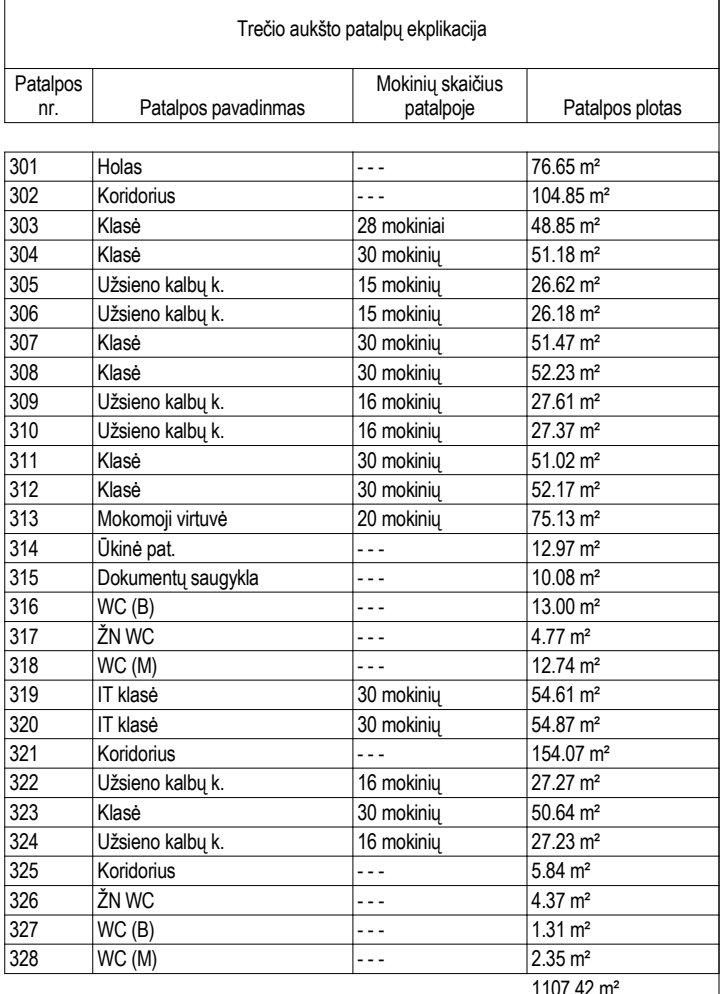 Trečio aukšto patalpų ekplikacija
Patalpos nr. Patalpos pavadinmas Mokinių skaičius patalpoje Patalpos plotas
301 Holas - - - 76.65 m²
302 Koridorius - - - 104.85 m²
303 Klasė 28 mokiniai 48.85 m²
304 Klasė 30 mokinių 51.18 m²
305 Užsieno kalbų k. 15 mokinių 26.62 m²
306 Užsieno kalbų k. 15 mokinių 26.18 m²
307 Klasė 30 mokinių 51.47 m²
308 Klasė 30 mokinių 52.23 m²
309 Užsieno kalbų k. 16 mokinių 27.61 m²
310 Užsieno kalbų k. 16 mokinių 27.37 m²
311 Klasė 30 mokinių 51.02 m²
312 Klasė 30 mokinių 52.17 m²
313 Mokomoji virtuvė 20 mokinių 75.13 m²
314 Ūkinė pat. - - - 12.97 m²
315 Dokumentų saugykla - - - 10.08 m²
316 WC (B) - - - 13.00 m²
317 ŽN WC - - - 4.77 m²
318 WC (M) - - - 12.74 m²
319 IT klasė 30 mokinių 54.61 m²
320 IT klasė 30 mokinių 54.87 m²
321 Koridorius - - - 154.07 m²
322 Užsieno kalbų k. 16 mokinių 27.27 m²
323 Klasė 30 mokinių 50.64 m²
324 Užsieno kalbų k. 16 mokinių 27.23 m²
325 Koridorius - - - 5.84 m²
326 ŽN WC - - - 4.37 m²
327 WC (B) - - - 1.31 m²
328 WC (M) - - - 2.35 m²
1107.42 m²